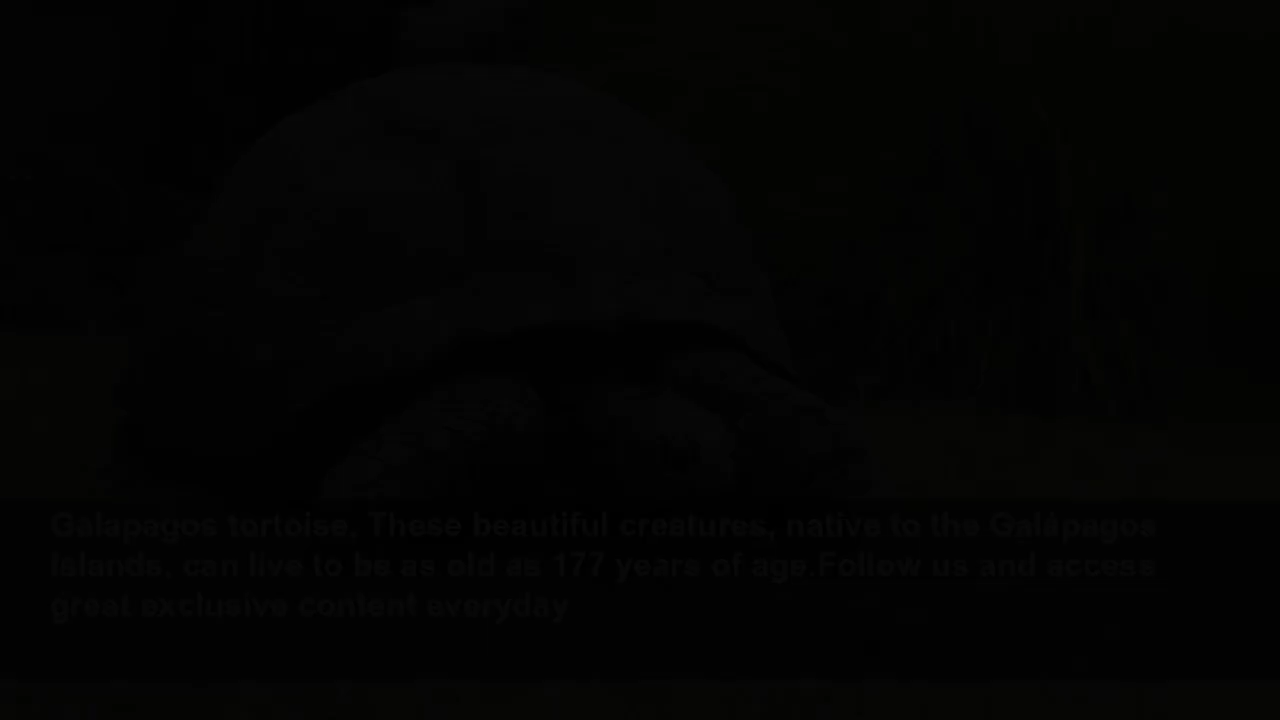 Galapagos tortoise, These beautiful creatures, native to the Galápagos
Islands, can live to be as old as 177 years of age.Follow us and access
great exclusive content everyday